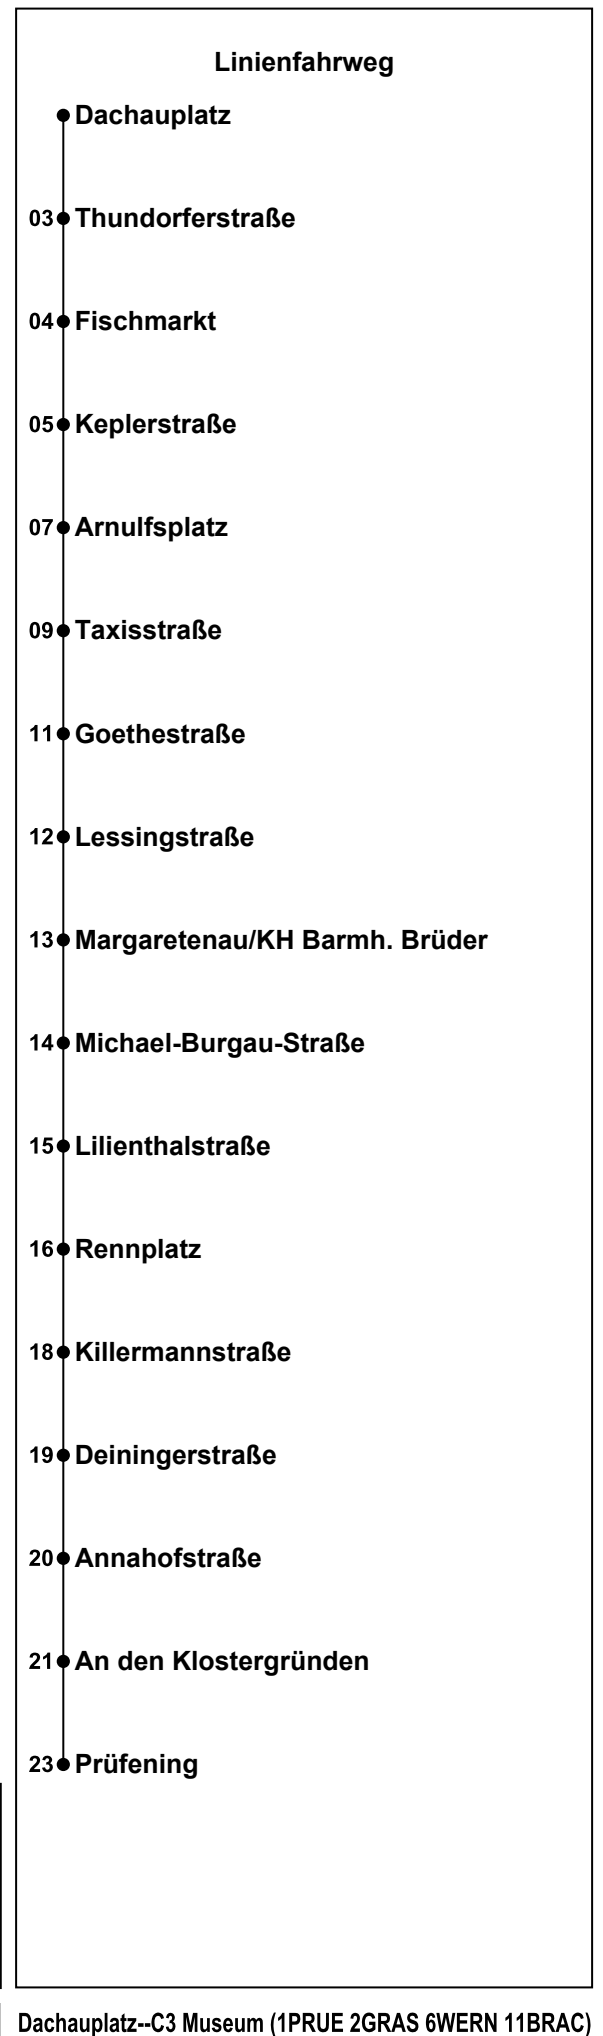 Linienfahrweg
Dachauplatz
03 Thundorferstraße
04 Fischmarkt
05 Keplerstraße
07 Arnulfsplatz
09 Taxisstraße
11 Goethestraße
12 Lessingstraße
13 Margaretenau/KH Barmh. Brüder
14 Michael-Burgau-Straße
15 Lilienthalstraße
16 Rennplatz
18 Killermannstraße
19 Deiningerstraße
20 Annahofstraße
21 An den Klostergründen
23 Prüfening
Dachauplatz--C3 Museum (1PRUE 2GRAS 6WERN 11BRAC)